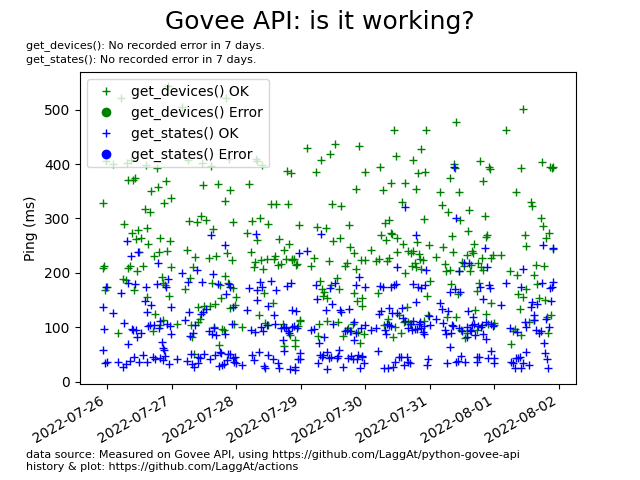 Govee API: is it working?
get_devices(): No recorded error in 7 days.
get_states(): No recorded error in 7 days.
get_devices() OK
get_devices() Error
get_states() OK
get_states() Error
Ping (ms)
500
400
300
200
100
0
2022-07-26
2022-07-27
2022-07-28
2022-07-29
2022-07-30
2022-07-31
2022-08-01
2022-08-02
data source: Measured on Govee API, using https://github.com/LaggAt/python-govee-api
history & plot: https://github.com/LaggAt/actions